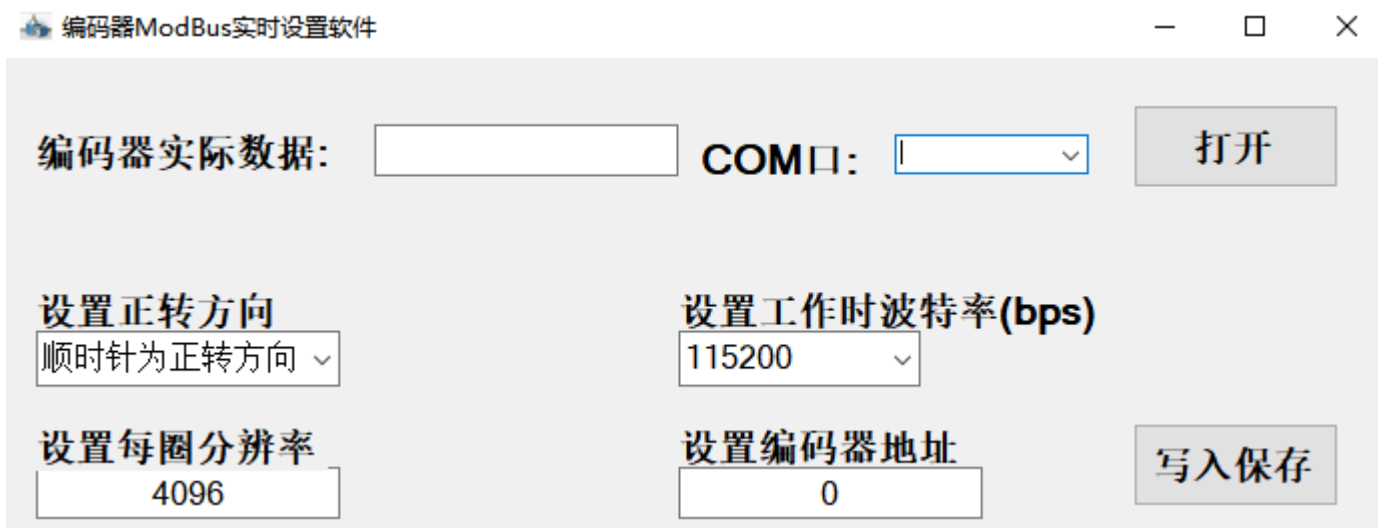 编码器ModBus实时设置软件
编码器实际数据: COM口: 打开
设置正转方向 设置工作时波特率(bps)
顺时针为正转方向 115200
设置每圈分辨率 设置编码器地址 写入保存
4096 0